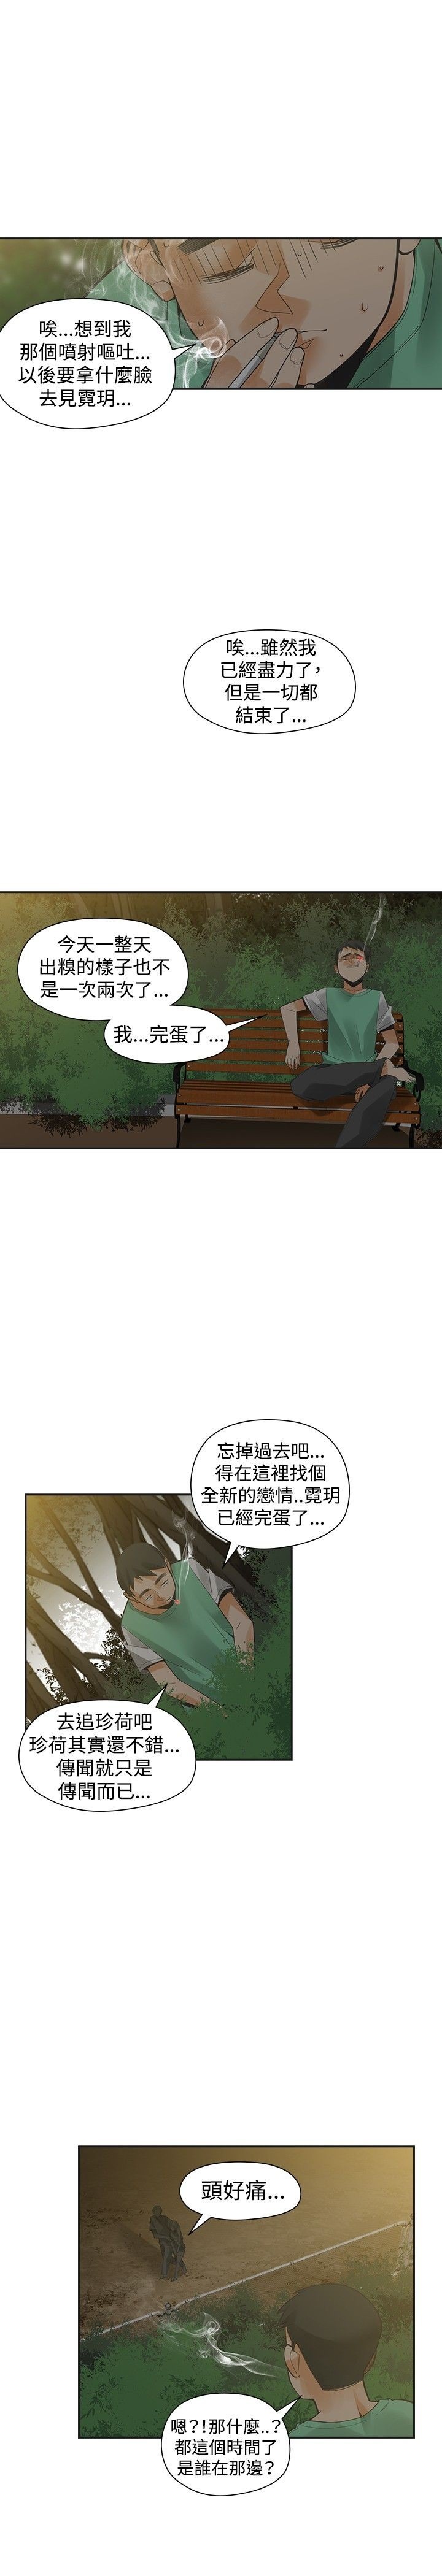 唉...想到我
那個噴射嘔吐...
以後要拿什麼臉
去見霓玥...
唉...雖然我
已經盡力了,
但是一切都
結束了...
今天一整天
出糗的樣子也不
是一次兩次了...
我...完蛋了...
忘掉過去吧...
得在這裡找個
全新的戀情..霓玥
已經完蛋了...
去追珍荷吧
珍荷其實還不錯...
傳聞就只是
傳聞而已...
頭好痛...
嗯?!那什麼..?
都這個時間了
是誰在那邊?